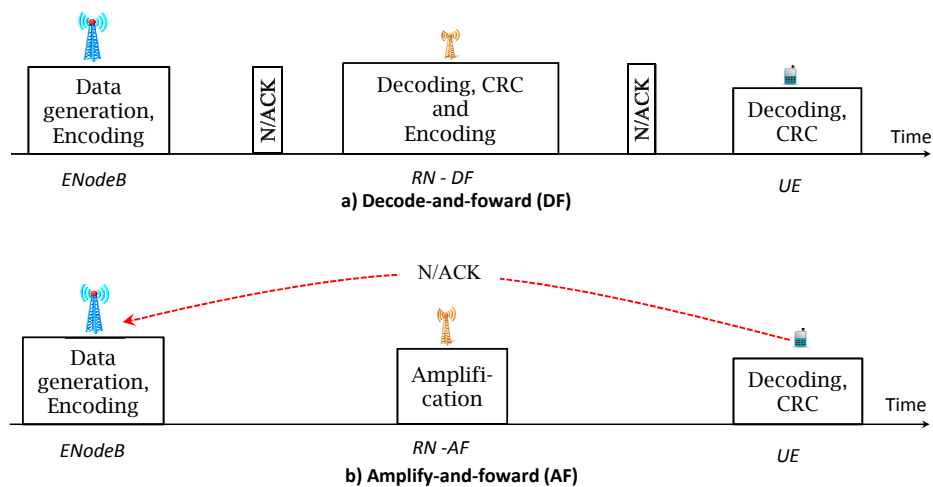 Data
generation,
Encoding
N/ACK
Decoding, CRC
and
Encoding
N/ACK
Decoding,
CRC
Time
ENodeB
RN - DF
UE
a) Decode-and-foward (DF)
N/ACK
Data
generation,
Encoding
Amplifi-
cation
Decoding,
CRC
Time
ENodeB
RN -AF
UE
b) Amplify-and-foward (AF)